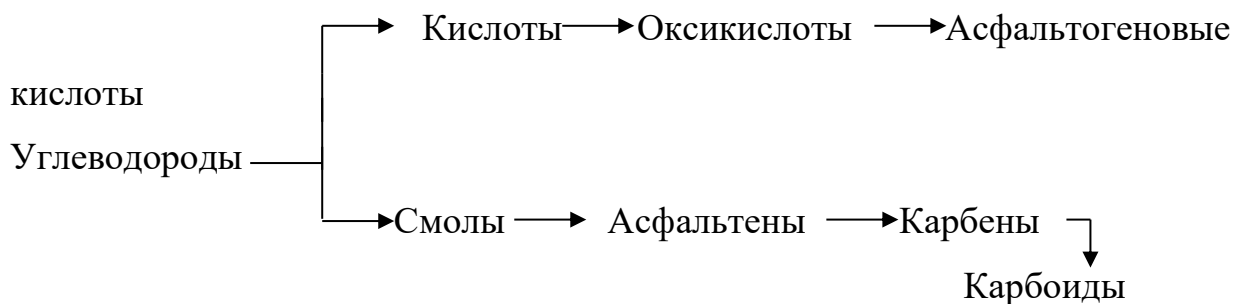 Кислоты Оксикислоты Асфальтогеновые
кислоты
Углеводороды
Смолы Асфальтены Карбены
Карбоиды